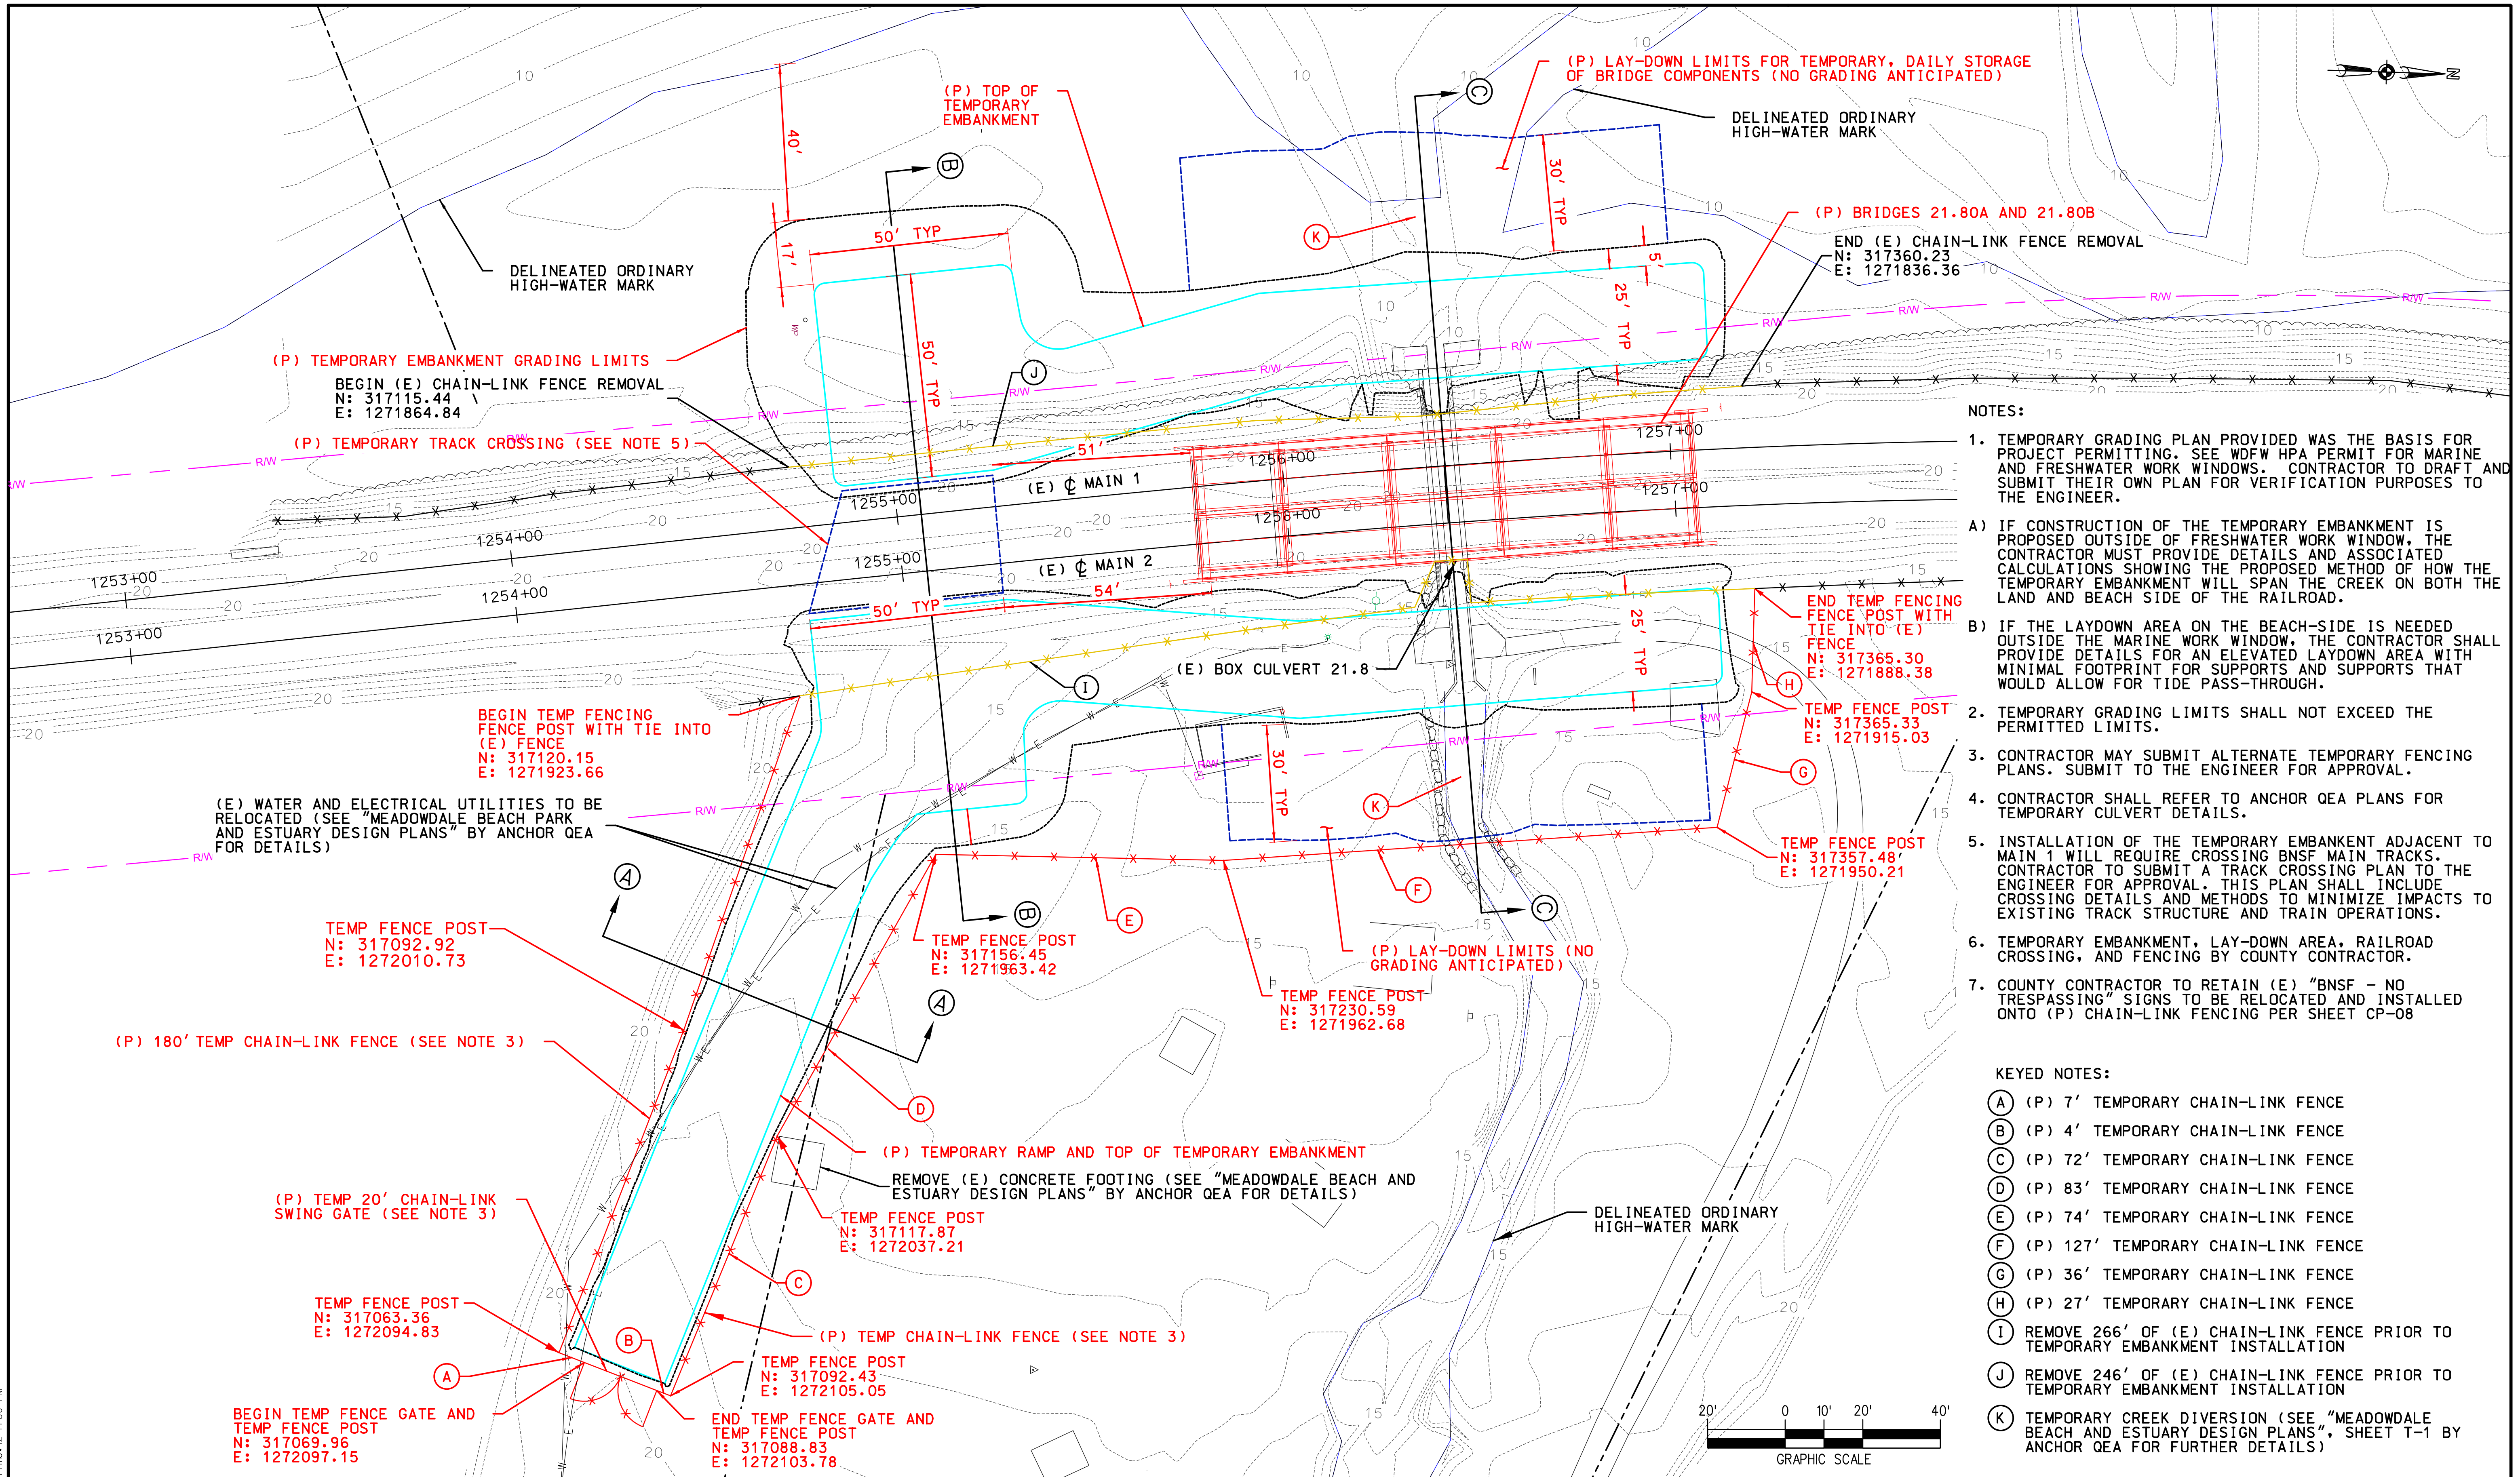 (P) LAY-DOWN LIMITS FOR TEMPORARY, DAILY STORAGE
OF BRIDGE COMPONENTS (NO GRADING ANTICIPATED)
N
(P) TOP OF
TEMPORARY
EMBANKMENT
DELINEATED ORDINARY
HIGH-WATER MARK
40'
17'
50' TYP
50' TYP
30' TYP
5'
25' TYP
B
C
K
(P) BRIDGES 21.80A AND 21.80B
END (E) CHAIN-LINK FENCE REMOVAL
N: 317360.23
E: 1271836.36
DELINEATED ORDINARY
HIGH-WATER MARK
(P) TEMPORARY EMBANKMENT GRADING LIMITS
BEGIN (E) CHAIN-LINK FENCE REMOVAL
N: 317115.44
E: 1271864.84
(P) TEMPORARY TRACK CROSSING (SEE NOTE 5)
J
R/W
51'
(E) ℄ MAIN 1
(E) ℄ MAIN 2
1253+00
1254+00
1255+00
1256+00
1257+00
1253+00
1254+00
1255+00
1256+00
1257+00
50' TYP
54'
25' TYP
(E) BOX CULVERT 21.8
I
END TEMP FENCING
FENCE POST WITH
TIE INTO (E)
FENCE
N: 317365.30
E: 1271888.38
H
TEMP FENCE POST
N: 317365.33
E: 1271915.03
G
BEGIN TEMP FENCING
FENCE POST WITH TIE INTO
(E) FENCE
N: 317120.15
E: 1271923.66
(E) WATER AND ELECTRICAL UTILITIES TO BE
RELOCATED (SEE "MEADOWDALE BEACH PARK
AND ESTUARY DESIGN PLANS" BY ANCHOR QEA
FOR DETAILS)
30' TYP
K
TEMP FENCE POST
N: 317357.48'
E: 1271950.21
A
B
E
F
C
TEMP FENCE POST
N: 317092.92
E: 1272010.73
TEMP FENCE POST
N: 317156.45
E: 1271963.42
(P) LAY-DOWN LIMITS (NO
GRADING ANTICIPATED)
A
TEMP FENCE POST
N: 317230.59
E: 1271962.68
(P) 180' TEMP CHAIN-LINK FENCE (SEE NOTE 3)
D
(P) TEMPORARY RAMP AND TOP OF TEMPORARY EMBANKMENT
REMOVE (E) CONCRETE FOOTING (SEE "MEADOWDALE BEACH AND
ESTUARY DESIGN PLANS" BY ANCHOR QEA FOR DETAILS)
(P) TEMP 20' CHAIN-LINK
SWING GATE (SEE NOTE 3)
TEMP FENCE POST
N: 317117.87
E: 1272037.21
DELINEATED ORDINARY
HIGH-WATER MARK
C
TEMP FENCE POST
N: 317063.36
E: 1272094.83
(P) TEMP CHAIN-LINK FENCE (SEE NOTE 3)
B
A
TEMP FENCE POST
N: 317092.43
E: 1272105.05
BEGIN TEMP FENCE GATE AND
TEMP FENCE POST
N: 317069.96
E: 1272097.15
END TEMP FENCE GATE AND
TEMP FENCE POST
N: 317088.83
E: 1272103.78
20' 0 10' 20' 40'
GRAPHIC SCALE
NOTES:
1. TEMPORARY GRADING PLAN PROVIDED WAS THE BASIS FOR
PROJECT PERMITTING. SEE WDFW HPA PERMIT FOR MARINE
AND FRESHWATER WORK WINDOWS. CONTRACTOR TO DRAFT AND
SUBMIT THEIR OWN PLAN FOR VERIFICATION PURPOSES TO
THE ENGINEER.
A) IF CONSTRUCTION OF THE TEMPORARY EMBANKMENT IS
PROPOSED OUTSIDE OF FRESHWATER WORK WINDOW, THE
CONTRACTOR MUST PROVIDE DETAILS AND ASSOCIATED
CALCULATIONS SHOWING THE PROPOSED METHOD OF HOW THE
TEMPORARY EMBANKMENT WILL SPAN THE CREEK ON BOTH THE
LAND AND BEACH SIDE OF THE RAILROAD.
B) IF THE LAYDOWN AREA ON THE BEACH-SIDE IS NEEDED
OUTSIDE THE MARINE WORK WINDOW, THE CONTRACTOR SHALL
PROVIDE DETAILS FOR AN ELEVATED LAYDOWN AREA WITH
MINIMAL FOOTPRINT FOR SUPPORTS AND SUPPORTS THAT
WOULD ALLOW FOR TIDE PASS-THROUGH.
2. TEMPORARY GRADING LIMITS SHALL NOT EXCEED THE
PERMITTED LIMITS.
3. CONTRACTOR MAY SUBMIT ALTERNATE TEMPORARY FENCING
PLANS. SUBMIT TO THE ENGINEER FOR APPROVAL.
4. CONTRACTOR SHALL REFER TO ANCHOR QEA PLANS FOR
TEMPORARY CULVERT DETAILS.
5. INSTALLATION OF THE TEMPORARY EMBANKENT ADJACENT TO
MAIN 1 WILL REQUIRE CROSSING BNSF MAIN TRACKS.
CONTRACTOR TO SUBMIT A TRACK CROSSING PLAN TO THE
ENGINEER FOR APPROVAL. THIS PLAN SHALL INCLUDE
CROSSING DETAILS AND METHODS TO MINIMIZE IMPACTS TO
EXISTING TRACK STRUCTURE AND TRAIN OPERATIONS.
6. TEMPORARY EMBANKMENT, LAY-DOWN AREA, RAILROAD
CROSSING, AND FENCING BY COUNTY CONTRACTOR.
7. COUNTY CONTRACTOR TO RETAIN (E) "BNSF - NO
TRESPASSING" SIGNS TO BE RELOCATED AND INSTALLED
ONTO (P) CHAIN-LINK FENCING PER SHEET CP-08
KEYED NOTES:
A (P) 7' TEMPORARY CHAIN-LINK FENCE
B (P) 4' TEMPORARY CHAIN-LINK FENCE
C (P) 72' TEMPORARY CHAIN-LINK FENCE
D (P) 83' TEMPORARY CHAIN-LINK FENCE
E (P) 74' TEMPORARY CHAIN-LINK FENCE
F (P) 127' TEMPORARY CHAIN-LINK FENCE
G (P) 36' TEMPORARY CHAIN-LINK FENCE
H (P) 27' TEMPORARY CHAIN-LINK FENCE
I REMOVE 266' OF (E) CHAIN-LINK FENCE PRIOR TO
TEMPORARY EMBANKMENT INSTALLATION
J REMOVE 246' OF (E) CHAIN-LINK FENCE PRIOR TO
TEMPORARY EMBANKMENT INSTALLATION
K TEMPORARY CREEK DIVERSION (SEE "MEADOWDALE
BEACH AND ESTUARY DESIGN PLANS", SHEET T-1 BY
ANCHOR QEA FOR FURTHER DETAILS)